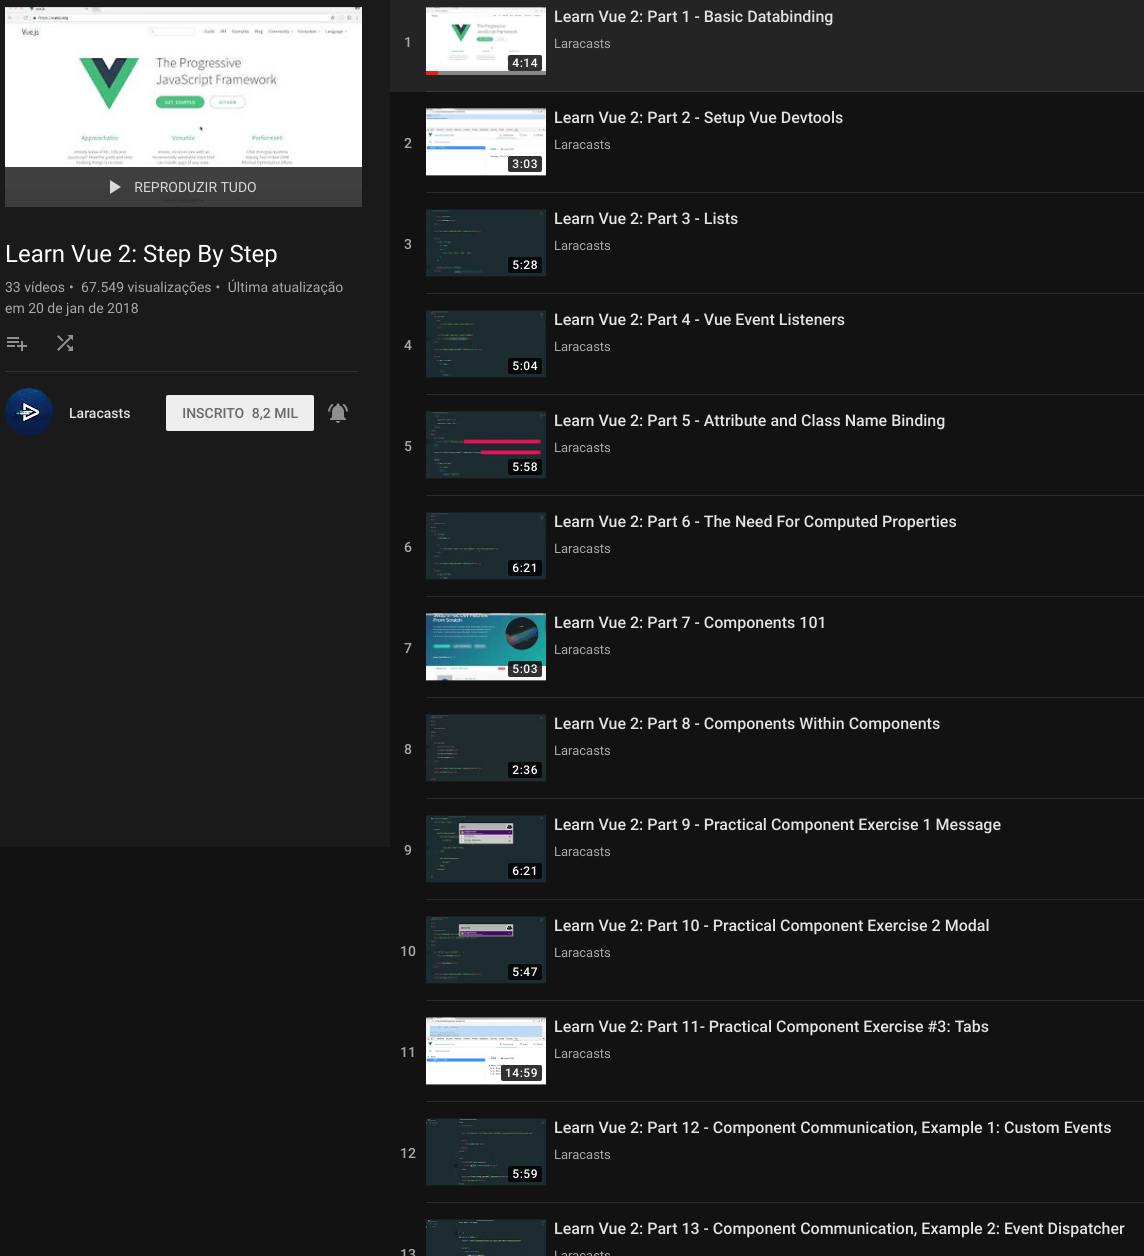 Vue.js
The Progressive
JavaScript Framework
GET STARTED
GITHUB
Approachable
Versatile
Performant
REPRODUZIR TUDO
Learn Vue 2: Step By Step
33 vídeos • 67.549 visualizações • Última atualização
em 20 de jan de 2018
Laracasts
INSCRITO 8,2 MIL
1
4:14
Learn Vue 2: Part 1 - Basic Databinding
Laracasts
2
3:03
Learn Vue 2: Part 2 - Setup Vue Devtools
Laracasts
3
5:28
Learn Vue 2: Part 3 - Lists
Laracasts
4
5:04
Learn Vue 2: Part 4 - Vue Event Listeners
Laracasts
5
5:58
Learn Vue 2: Part 5 - Attribute and Class Name Binding
Laracasts
6
6:21
Learn Vue 2: Part 6 - The Need For Computed Properties
Laracasts
7
5:03
Learn Vue 2: Part 7 - Components 101
Laracasts
8
2:36
Learn Vue 2: Part 8 - Components Within Components
Laracasts
9
6:21
Learn Vue 2: Part 9 - Practical Component Exercise 1 Message
Laracasts
10
5:47
Learn Vue 2: Part 10 - Practical Component Exercise 2 Modal
Laracasts
11
14:59
Learn Vue 2: Part 11- Practical Component Exercise #3: Tabs
Laracasts
12
5:59
Learn Vue 2: Part 12 - Component Communication, Example 1: Custom Events
Laracasts
13
Learn Vue 2: Part 13 - Component Communication, Example 2: Event Dispatcher
Laracasts